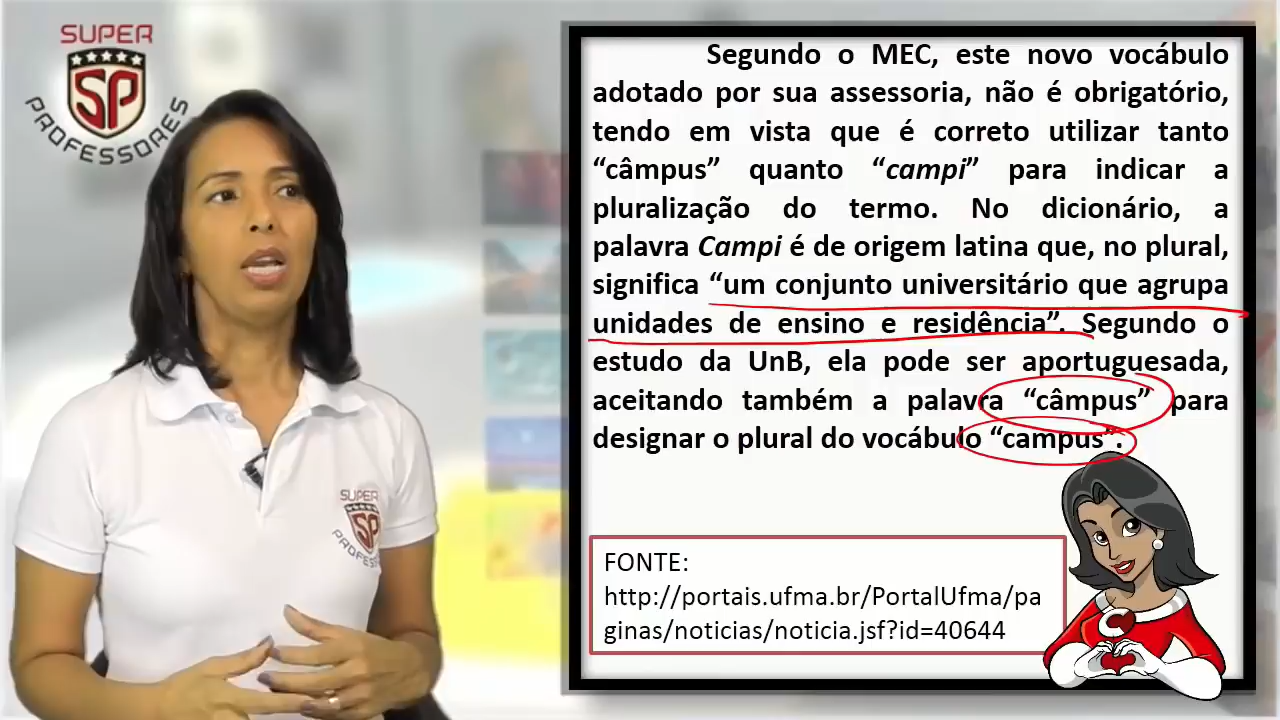 SUPER
SP
PROFESSORES
Segundo o MEC, este novo vocábulo
adotado por sua assessoria, não é obrigatório,
tendo em vista que é correto utilizar tanto
“câmpus” quanto “campi” para indicar a
pluralização do termo. No dicionário, a
palavra Campi é de origem latina que, no plural,
significa “um conjunto universitário que agrupa
unidades de ensino e residência”. Segundo o
estudo da UnB, ela pode ser aportuguesada,
aceitando também a palavra “câmpus” para
designar o plural do vocábulo “campus”.
SUPER
SP
PROFESSORES
FONTE:
http://portais.ufma.br/PortalUfma/pa
ginas/noticias/noticia.jsf?id=40644
C